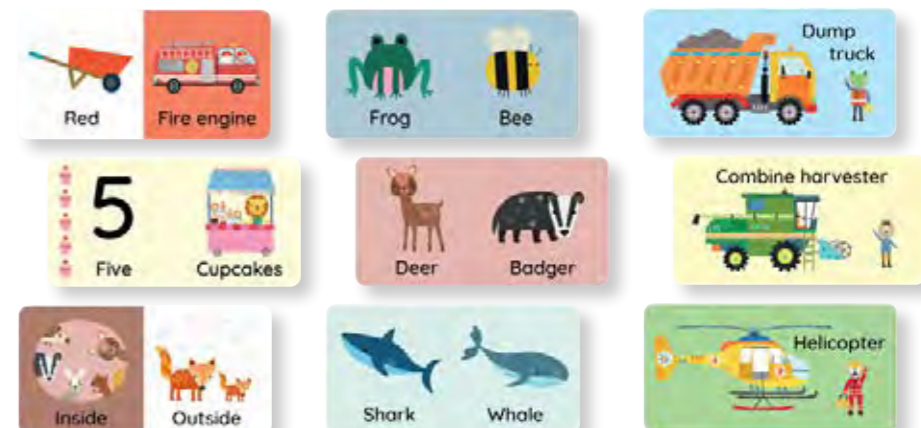 Red
Fire engine
Frog
Bee
Dump
truck
5
Five
Cupcakes
Deer
Badger
Combine harvester
Inside
Outside
Shark
Whale
Helicopter